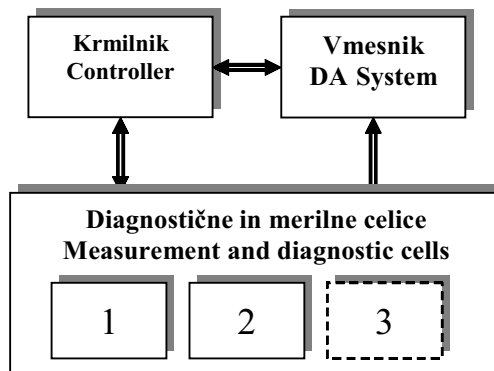 Krmilnik
Controller
Vmesnik
DA System
Diagnostične in merilne celice
Measurement and diagnostic cells
1
2
3